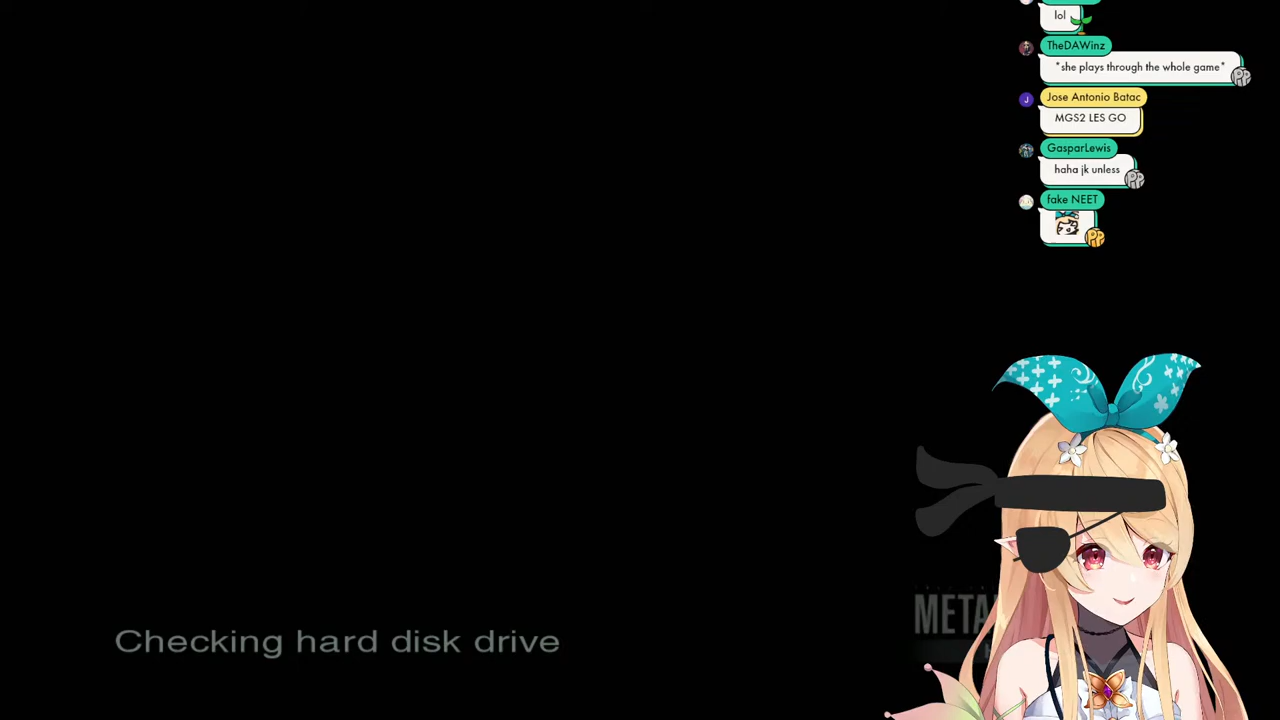 lol
TheDAWinz
*she plays through the whole game*
Jose Antonio Batac
MGS2 LES GO
GasparLewis
haha jk unless
fake NEET
META
Checking hard disk drive